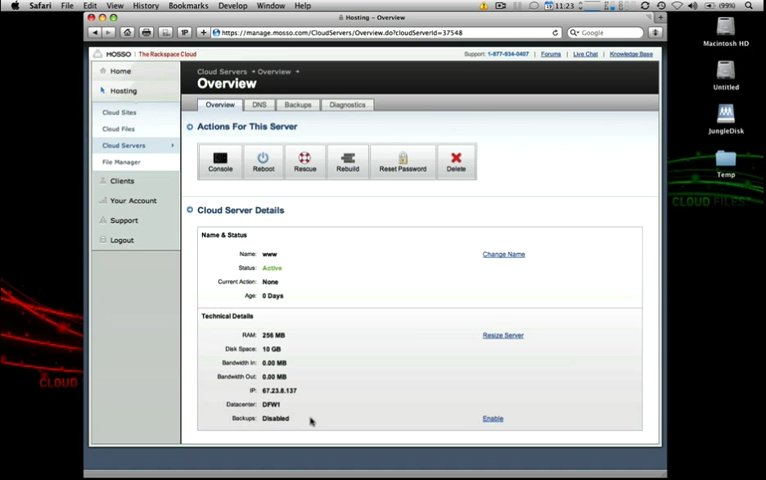 Safari File Edit View History Bookmarks Develop Window Help 11:23 (99%)
Hosting – Overview
https://manage.mosso.com/CloudServers/Overview.do?cloudServerId=37548
Google
MOSSO The Rackspace Cloud
Support: 1-877-934-0407 Forums Live Chat Knowledge Base
Home
Hosting
Cloud Sites
Cloud Files
Cloud Servers
File Manager
Clients
Your Account
Support
Logout
Cloud Servers Overview
Overview
Overview DNS Backups Diagnostics
Actions For This Server
Console Reboot Rescue Rebuild Reset Password Delete
Cloud Server Details
Name & Status
Name: www Change Name
Status: Active
Current Action: None
Age: 0 Days
Technical Details
RAM: 256 MB Resize Server
Disk Space: 10 GB
Bandwidth In: 0.00 MB
Bandwidth Out: 0.00 MB
IP: 67.23.8.137
Datacenter: DFW1
Backups: Disabled Enable
Macintosh HD
Untitled
JungleDisk
Temp
CLOUD FILES
CLOUD